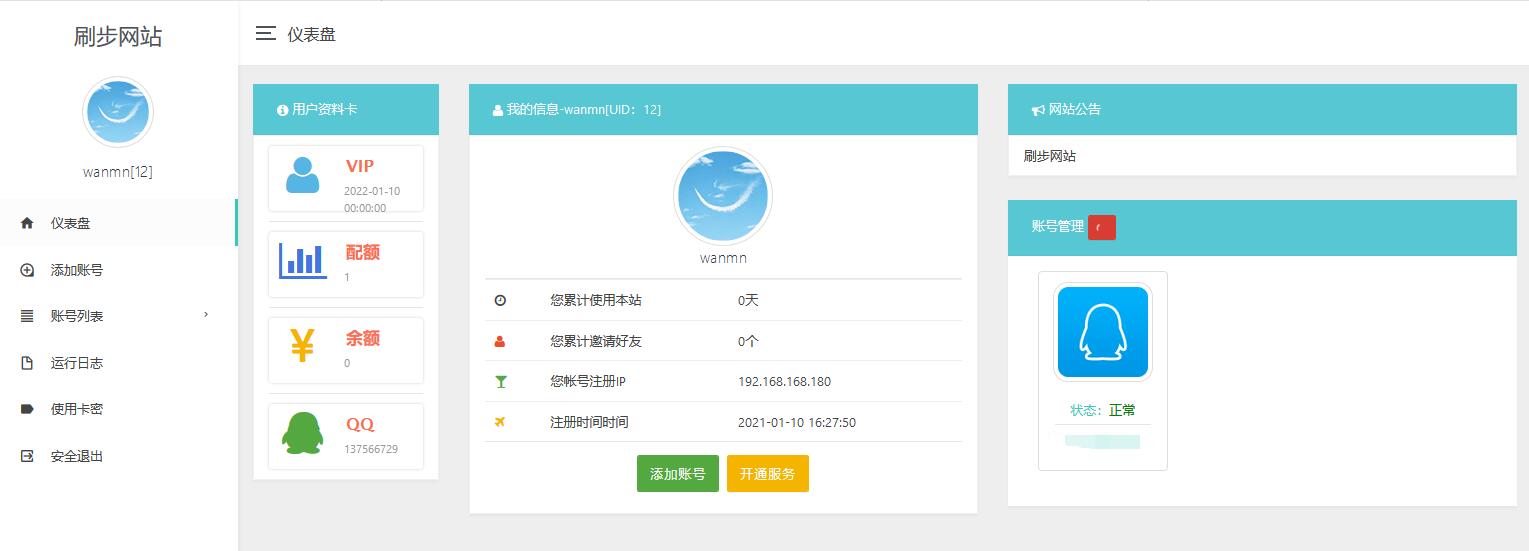 刷步网站
wanmn[12]
仪表盘
添加账号
账号列表
运行日志
使用卡密
安全退出
仪表盘
用户资料卡
VIP
2022-01-10
00:00:00
配额
1
¥
余额
0
QQ
137566729
我的信息-wanmn[UID：12]
wanmn
您累计使用本站 0天
您累计邀请好友 0个
您帐号注册IP 192.168.168.180
注册时间时间 2021-01-10 16:27:50
添加账号 开通服务
网站公告
刷步网站
账号管理
状态：正常